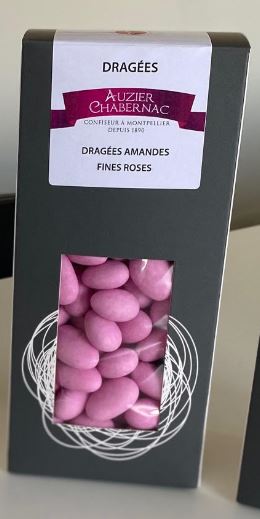 DRAGÉES
AUZIER
CHABERNAC
CONFISEUR À MONTPELLIER
DEPUIS 1890
DRAGÉES AMANDES
FINES ROSES